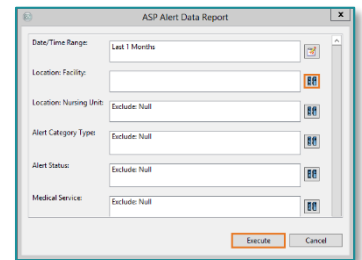 ASP Alert Data Report
x
Date/Time Range:
Last 1 Months
Location: Facility:
Location: Nursing Unit:
Exclude: Null
Alert Category Type:
Exclude: Null
Alert Status:
Exclude: Null
Medical Service:
Exclude: Null
Execute
Cancel